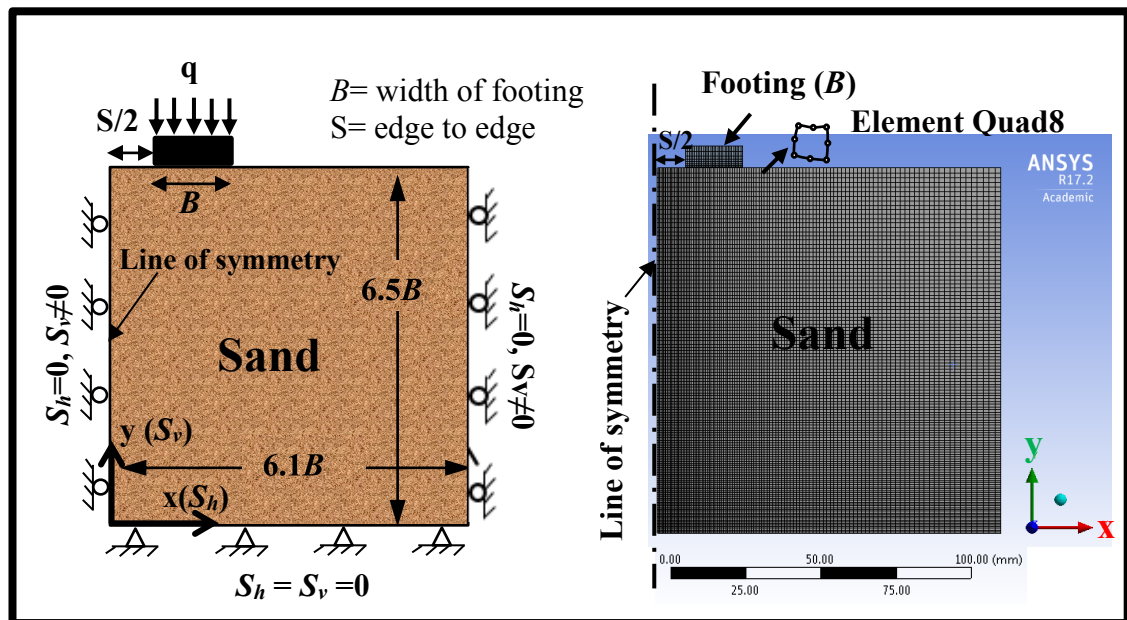 q
B= width of footing
S= edge to edge
S/2
B
Line of symmetry
6.5B
Sand
Sh=0, Sv≠0
Sh=0, Sv≠0
y (Sv)
6.1B
x(Sh)
Sh = Sv =0
Footing (B)
Element Quad8
S/2
ANSYS
R17.2
Academic
Line of symmetry
Sand
y
x
0.00
50.00
100.00 (mm)
25.00
75.00